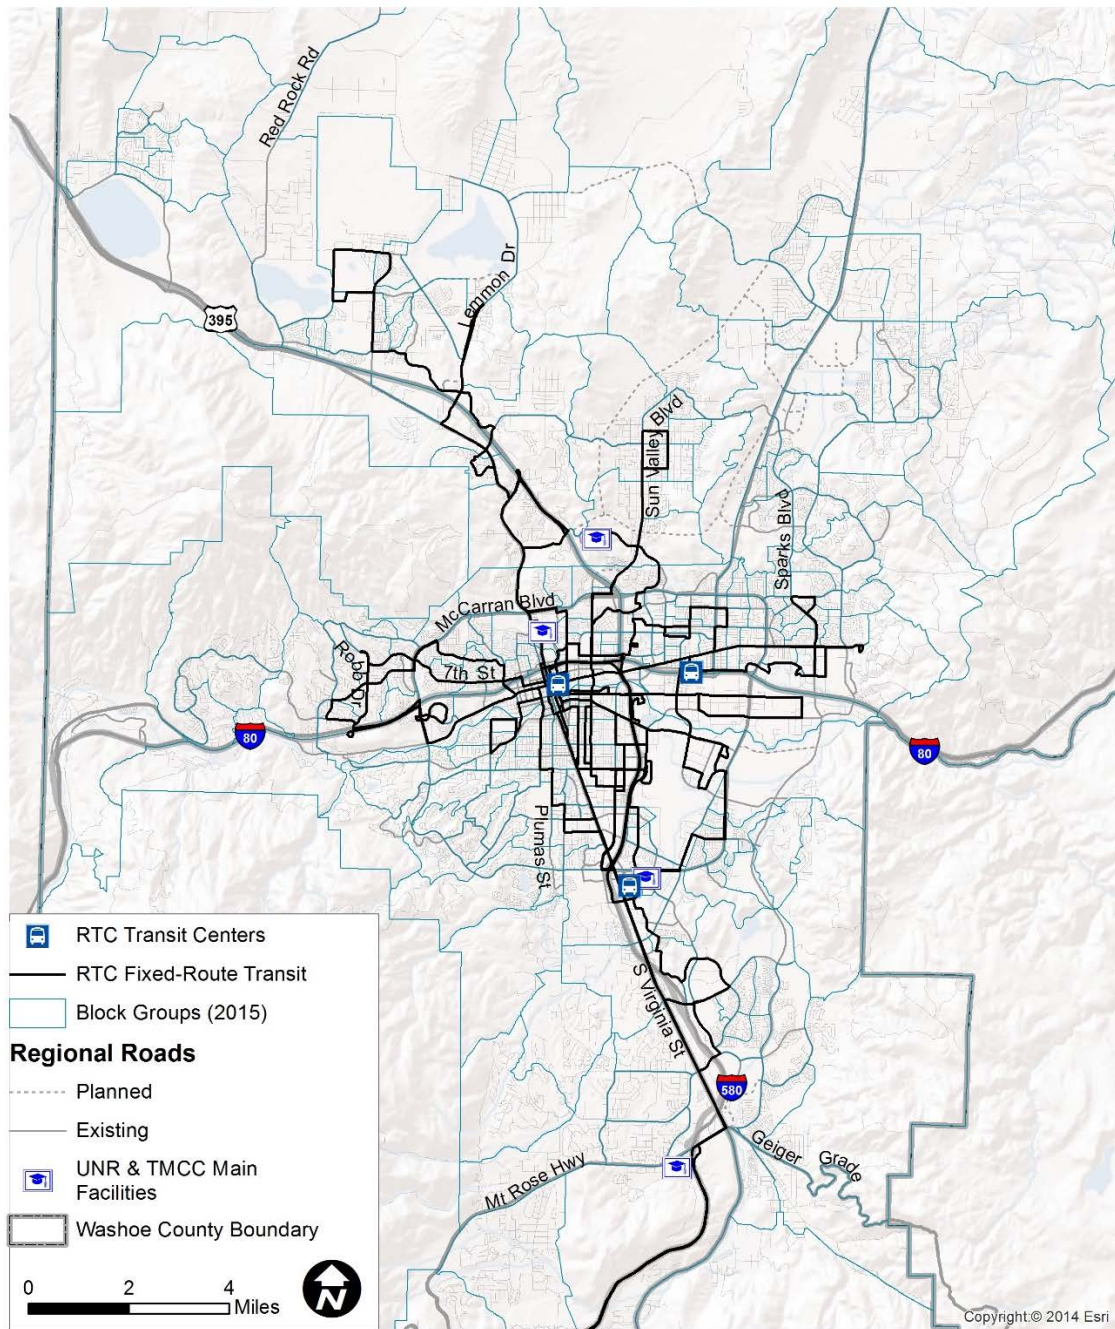 Red Rock Rd
Lemmon Dr
395
Sun Valley Blvd
Sparks Blvd
McCarran Blvd
Robb Dr
7th St
80
80
Plumas St
S Virginia St
580
Geiger Grade
Mt Rose Hwy
RTC Transit Centers
RTC Fixed-Route Transit
Block Groups (2015)
Regional Roads
Planned
Existing
UNR & TMCC Main
Facilities
Washoe County Boundary
0 2 4
Miles
N
Copyright:© 2014 Esri